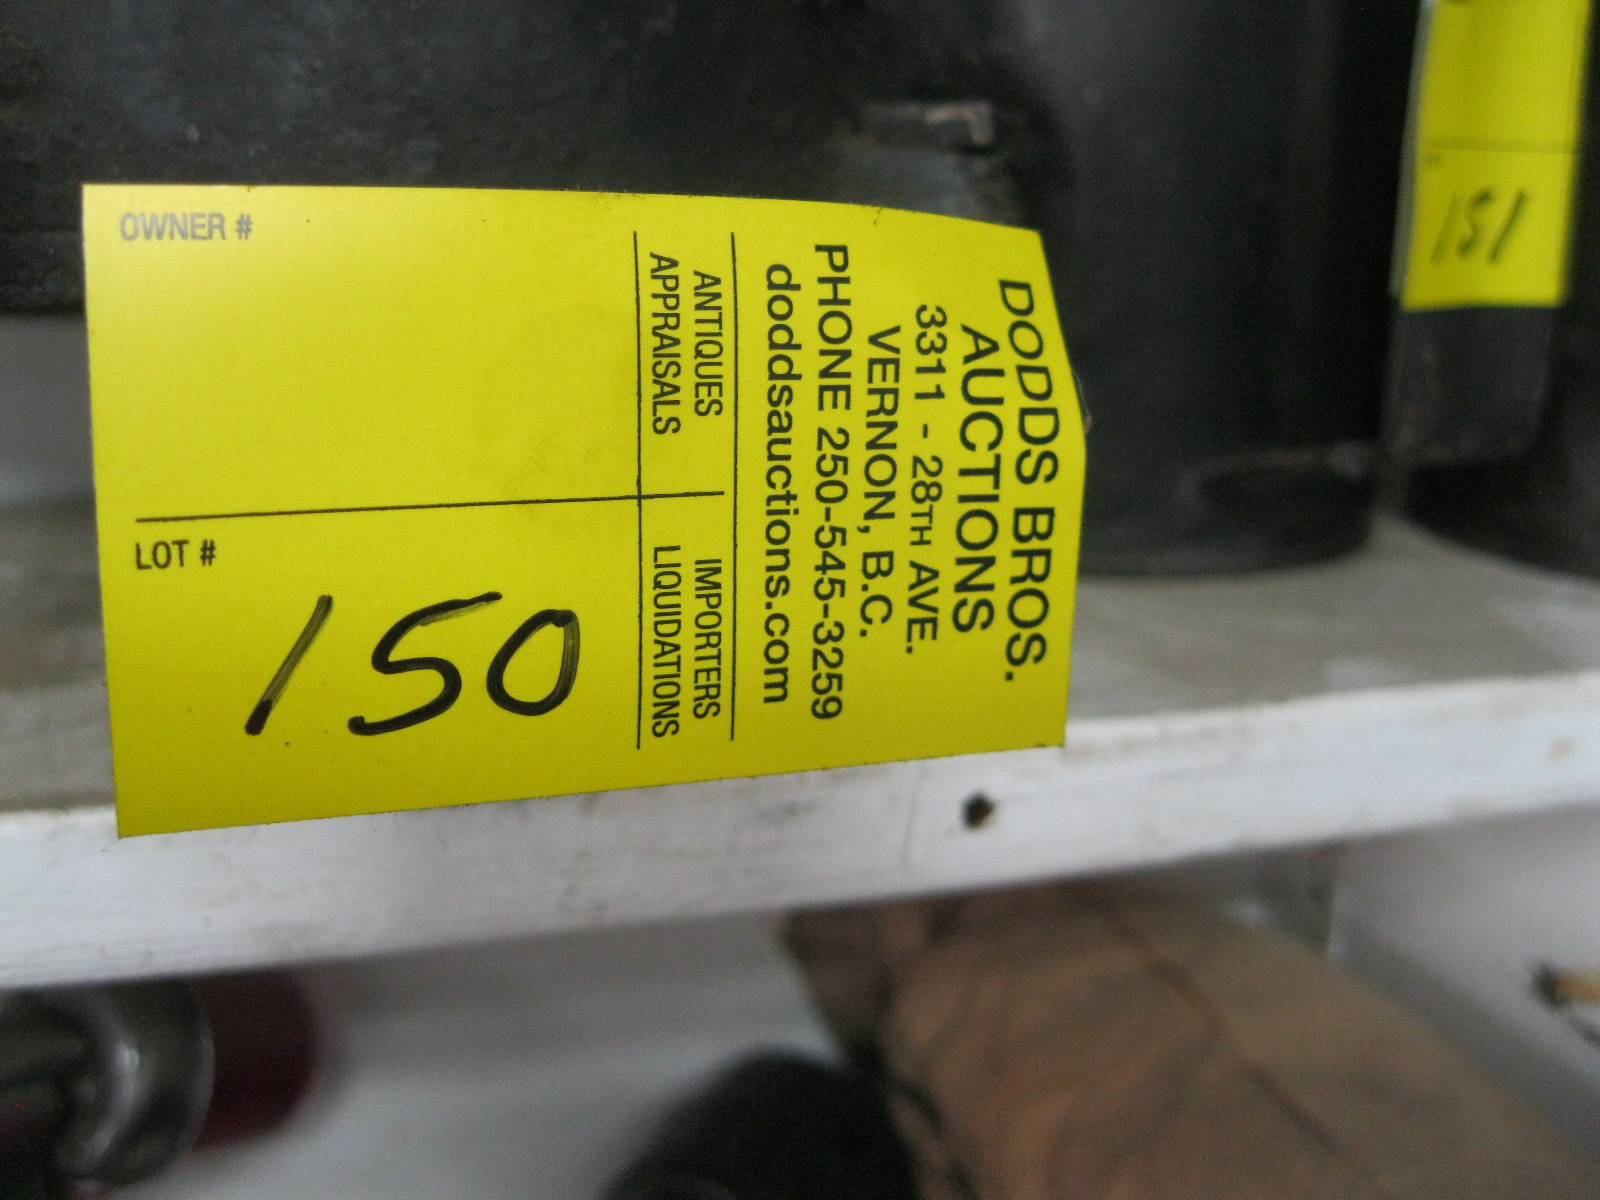 DODDS BROS.
AUCTIONS
3311 - 28TH AVE.
VERNON, B.C.
PHONE 250-545-3259
doddsauctions.com
ANTIQUES IMPORTERS
APPRAISALS LIQUIDATIONS
OWNER #
LOT #
150
151